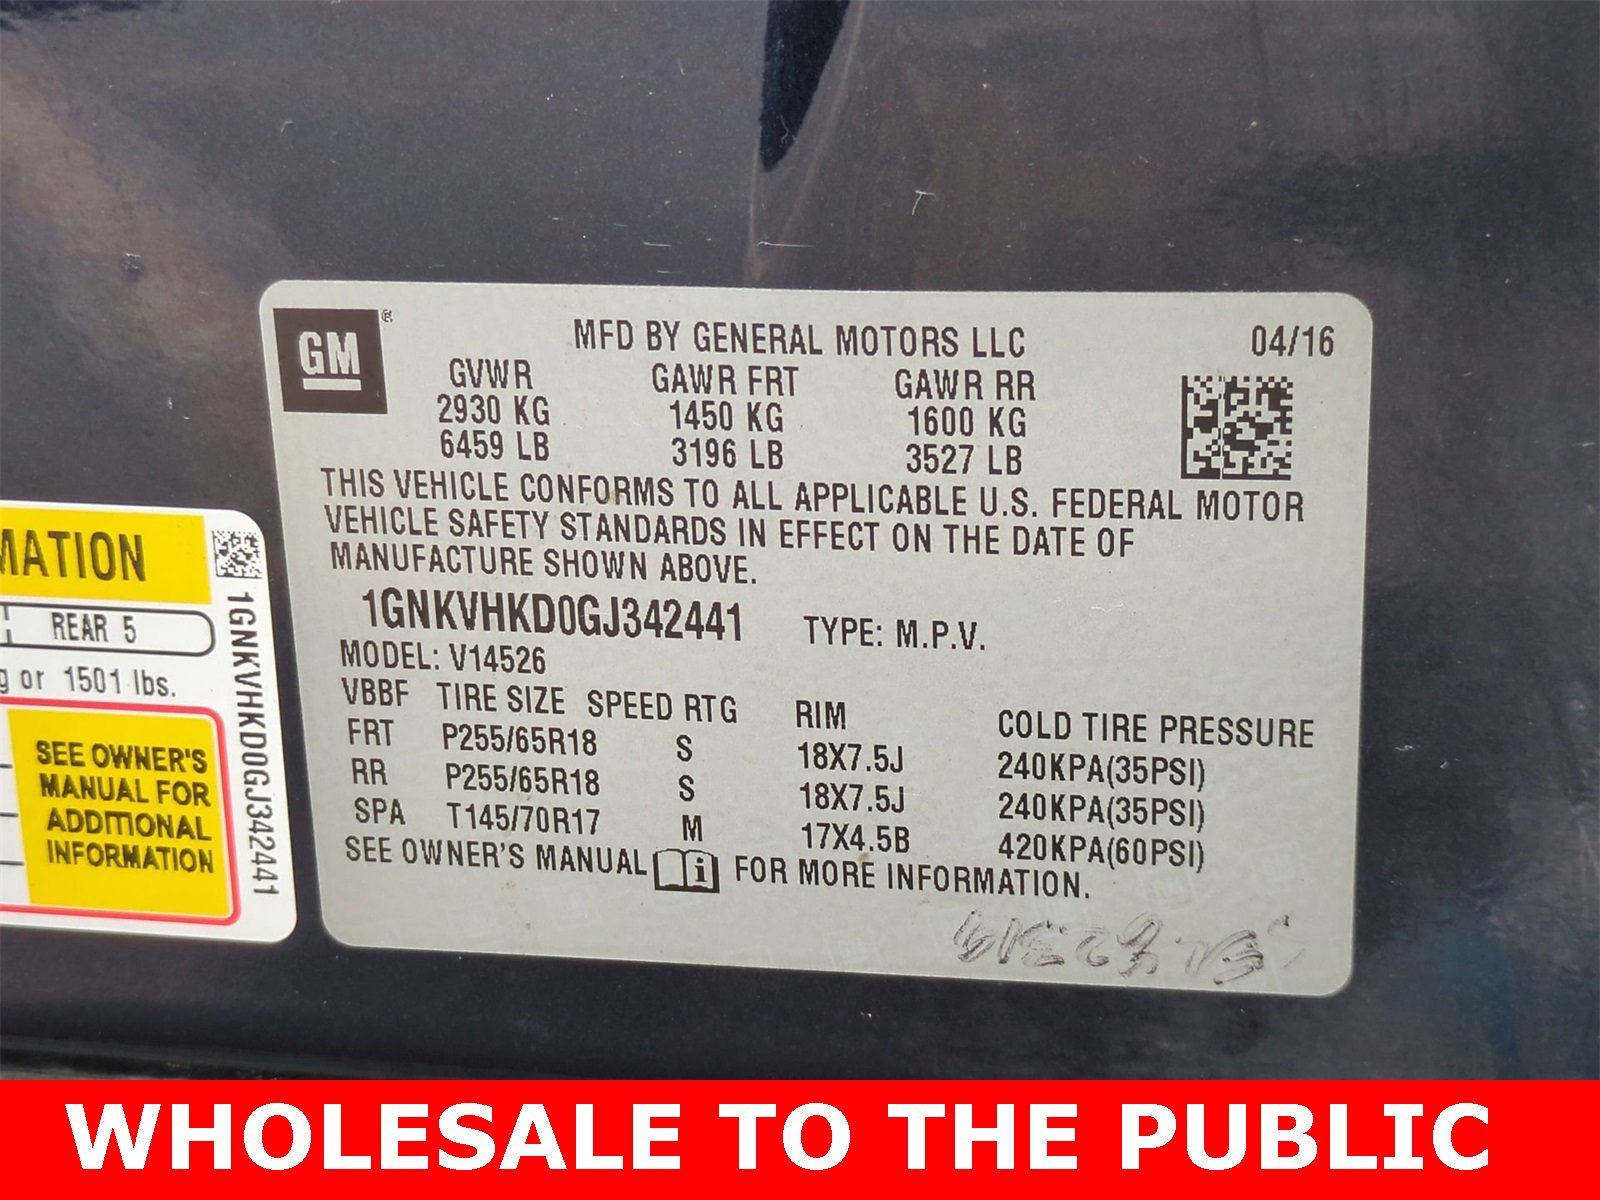 GM
MFD BY GENERAL MOTORS LLC 04/16
GVWR GAWR FRT GAWR RR
2930 KG 1450 KG 1600 KG
6459 LB 3196 LB 3527 LB
THIS VEHICLE CONFORMS TO ALL APPLICABLE U.S. FEDERAL MOTOR
VEHICLE SAFETY STANDARDS IN EFFECT ON THE DATE OF
MANUFACTURE SHOWN ABOVE.
1GNKVHKD0GJ342441 TYPE: M.P.V.
MODEL: V14526
VBBF TIRE SIZE SPEED RTG RIM COLD TIRE PRESSURE
FRT P255/65R18 S 18X7.5J 240KPA(35PSI)
RR P255/65R18 S 18X7.5J 240KPA(35PSI)
SPA T145/70R17 M 17X4.5B 420KPA(60PSI)
SEE OWNER'S MANUAL FOR MORE INFORMATION.
MATION
REAR 5
g or 1501 lbs.
SEE OWNER'S
MANUAL FOR
ADDITIONAL
INFORMATION
1GNKVHKD0GJ342441
WHOLESALE TO THE PUBLIC